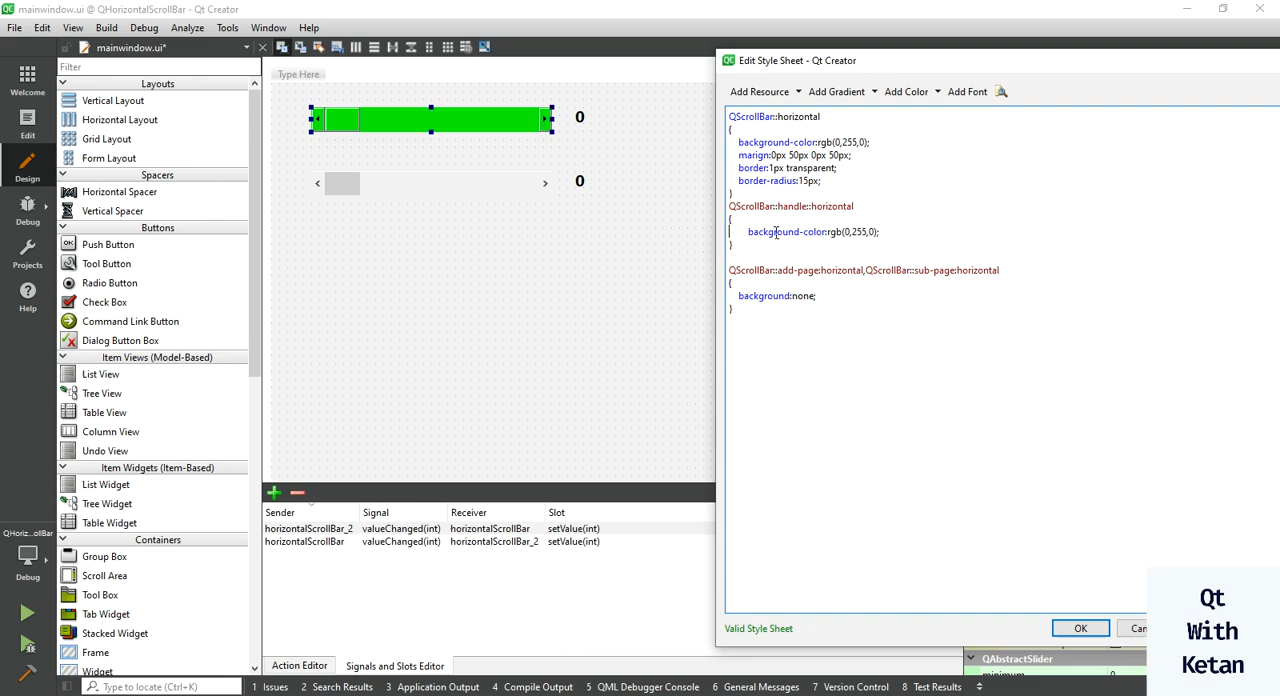 mainwindow.ui @ QHorizontalScrollBar - Qt Creator
File Edit View Build Debug Analyze Tools Window Help
mainwindow.ui*
Filter
Welcome
Edit
Design
Debug
Projects
Help
QHoriz...ollBar
Debug
Layouts
Vertical Layout
Horizontal Layout
Grid Layout
Form Layout
Spacers
Horizontal Spacer
Vertical Spacer
Buttons
OK Push Button
Tool Button
Radio Button
Check Box
Command Link Button
Dialog Button Box
Item Views (Model-Based)
List View
Tree View
Table View
Column View
Undo View
Item Widgets (Item-Based)
List Widget
Tree Widget
Table Widget
Containers
Group Box
Scroll Area
Tool Box
Tab Widget
Stacked Widget
Frame
Widget
Type Here
0
0
Sender Signal Receiver Slot
horizontalScrollBar_2 valueChanged(int) horizontalScrollBar setValue(int)
horizontalScrollBar valueChanged(int) horizontalScrollBar_2 setValue(int)
Action Editor Signals and Slots Editor
Edit Style Sheet - Qt Creator
Add Resource Add Gradient Add Color Add Font
QScrollBar::horizontal
{
background-color:rgb(0,255,0);
marign:0px 50px 0px 50px;
border:1px transparent;
border-radius:15px;
}
QScrollBar::handle::horizontal
{
background-color:rgb(0,255,0);
}
QScrollBar::add-page:horizontal,QScrollBar::sub-page:horizontal
{
background:none;
}
Valid Style Sheet
OK Can
QAbstractSlider
minimum 0
Qt
With
Ketan
Type to locate (Ctrl+K) 1 Issues 2 Search Results 3 Application Output 4 Compile Output 5 QML Debugger Console 6 General Messages 7 Version Control 8 Test Results